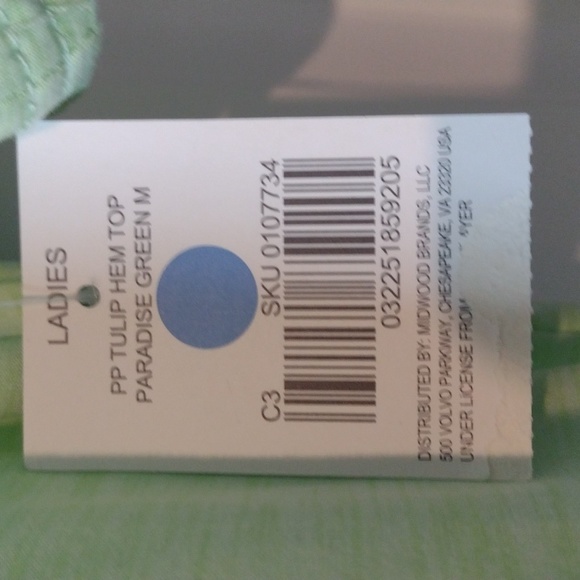 LADIES
PP TULIP HEM TOP
PARADISE GREEN M
C3 SKU 0107734
032251859205
DISTRIBUTED BY: MIDWOOD BRANDS, LLC
500 VOLVO PARKWAY, CHESAPEAKE, VA 23320 USA
UNDER LICENSE FROM